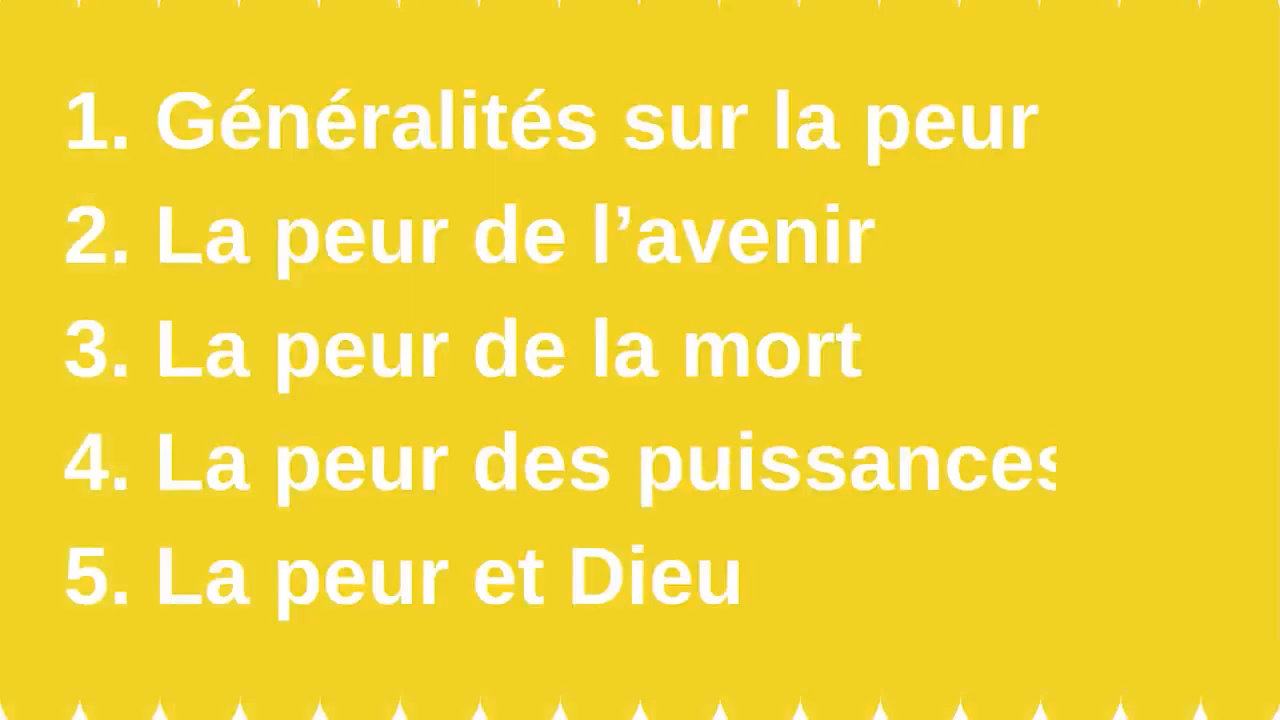 1. Généralités sur la peur
2. La peur de l’avenir
3. La peur de la mort
4. La peur des puissances
5. La peur et Dieu